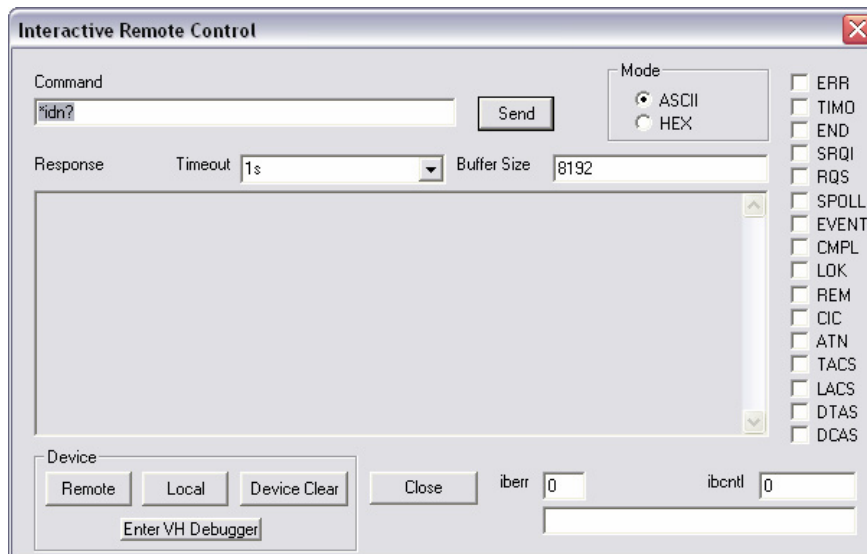 Interactive Remote Control
Command
*idn?
Send
Mode
ASCII
HEX
Response
Timeout
1s
Buffer Size
8192
ERR
TIMO
END
SRQI
RQS
SPOLL
EVENT
CMPL
LOK
REM
CIC
ATN
TACS
LACS
DTAS
DCAS
Device
Remote
Local
Device Clear
Enter VH Debugger
Close
iberr
0
ibcntl
0